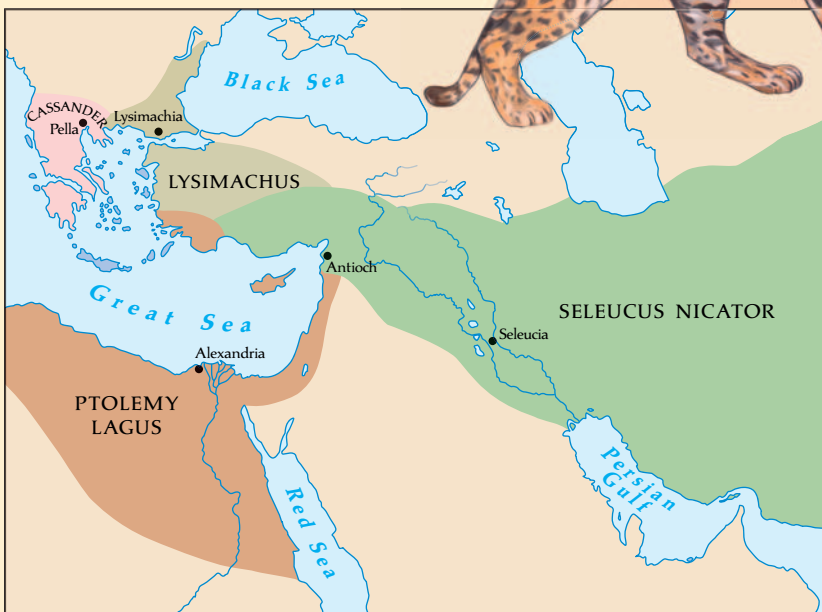 Black Sea
CASSANDER
Pella
Lysimachia
LYSIMACHUS
Antioch
Great Sea
SELEUCUS NICATOR
Seleucia
Alexandria
PTOLEMY
LAGUS
Persian
Gulf
Red Sea